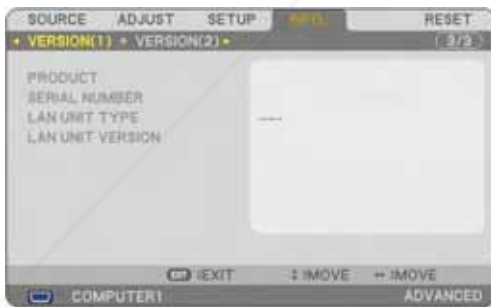 SOURCE ADJUST SETUP INFO. RESET
• VERSION(1) • VERSION(2) • (3/3)
PRODUCT
SERIAL NUMBER
LAN UNIT TYPE ----
LAN UNIT VERSION
EXIT :EXIT ↕:MOVE ↔:MOVE
COMPUTER1 ADVANCED